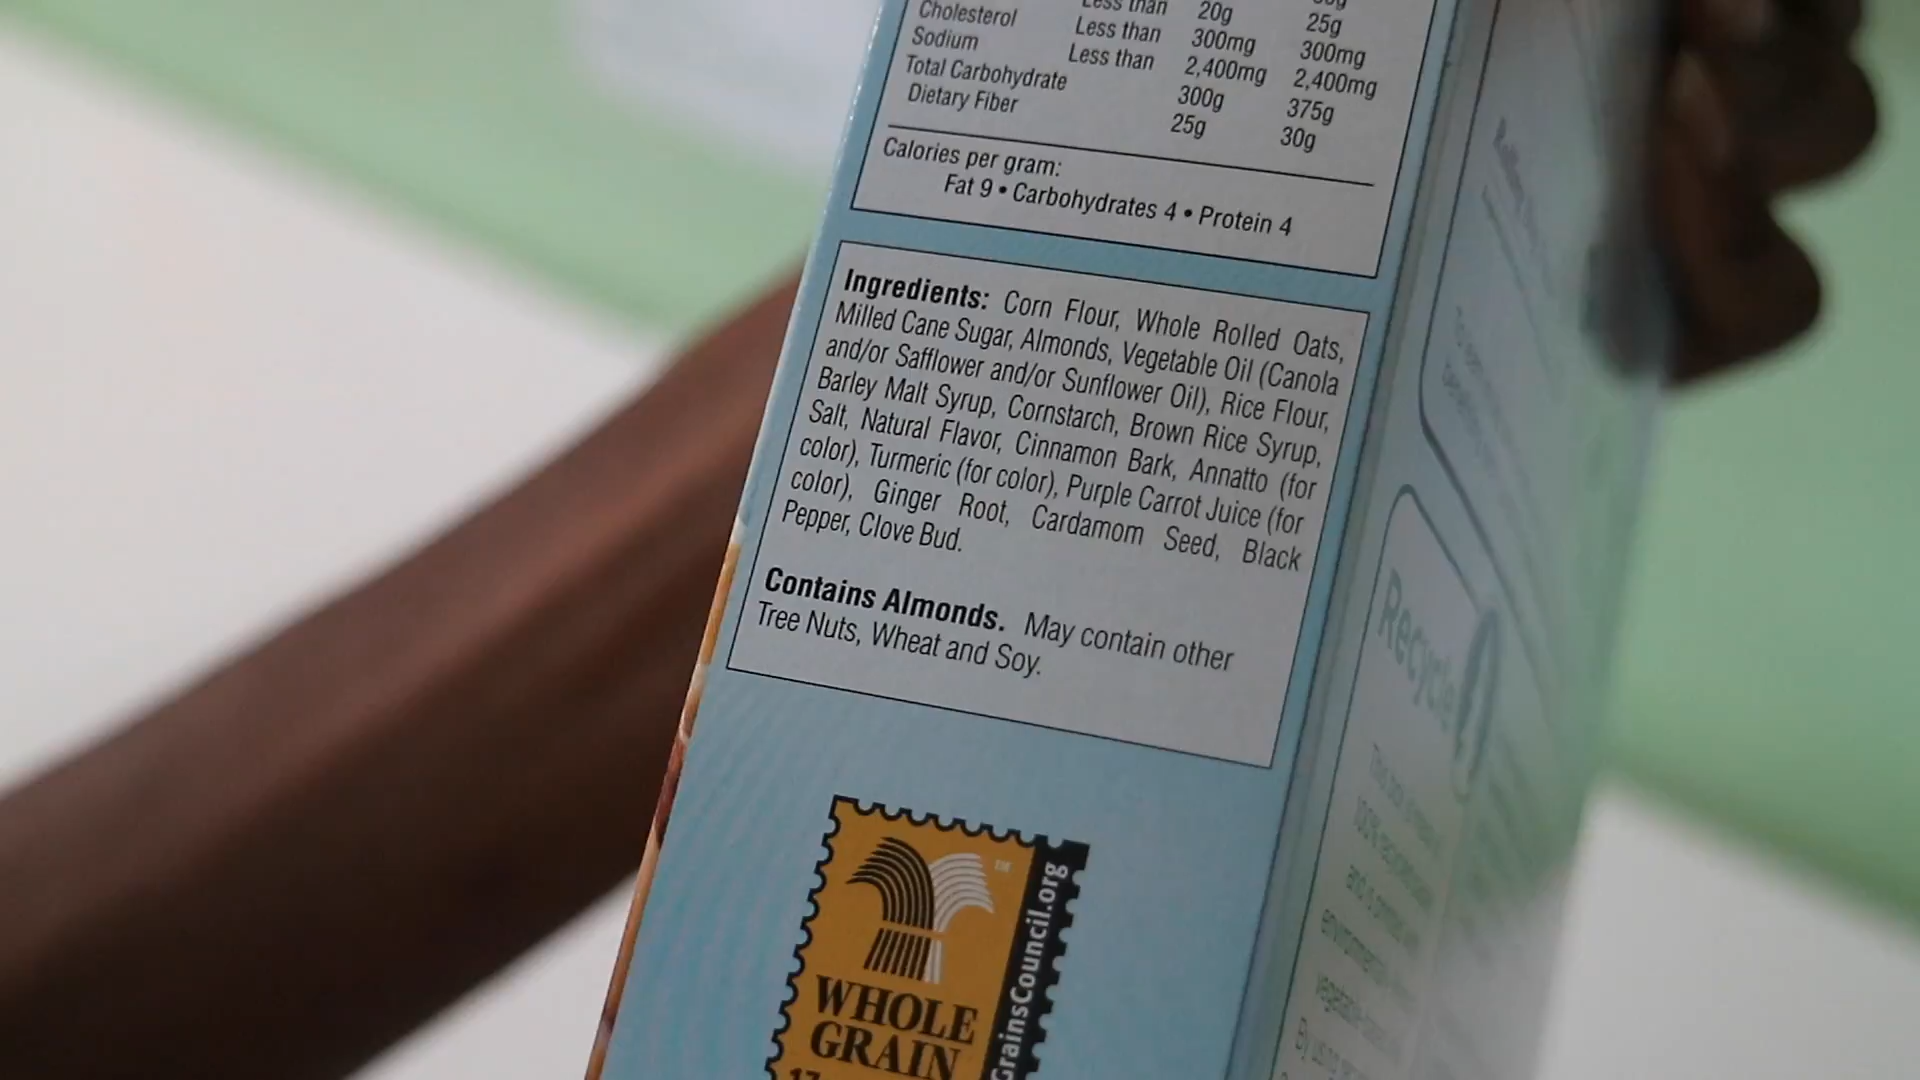 Less than 20g 25g
Cholesterol Less than 300mg 300mg
Sodium Less than 2,400mg 2,400mg
Total Carbohydrate 300g 375g
Dietary Fiber 25g 30g
Calories per gram:
Fat 9 • Carbohydrates 4 • Protein 4
Ingredients: Corn Flour, Whole Rolled Oats,
Milled Cane Sugar, Almonds, Vegetable Oil (Canola
and/or Safflower and/or Sunflower Oil), Rice Flour,
Barley Malt Syrup, Cornstarch, Brown Rice Syrup,
Salt, Natural Flavor, Cinnamon Bark, Annatto (for
color), Turmeric (for color), Purple Carrot Juice (for
color), Ginger Root, Cardamom Seed, Black
Pepper, Clove Bud.
Contains Almonds. May contain other
Tree Nuts, Wheat and Soy.
TM
WHOLE
GRAIN
GrainsCouncil.org
Recycle